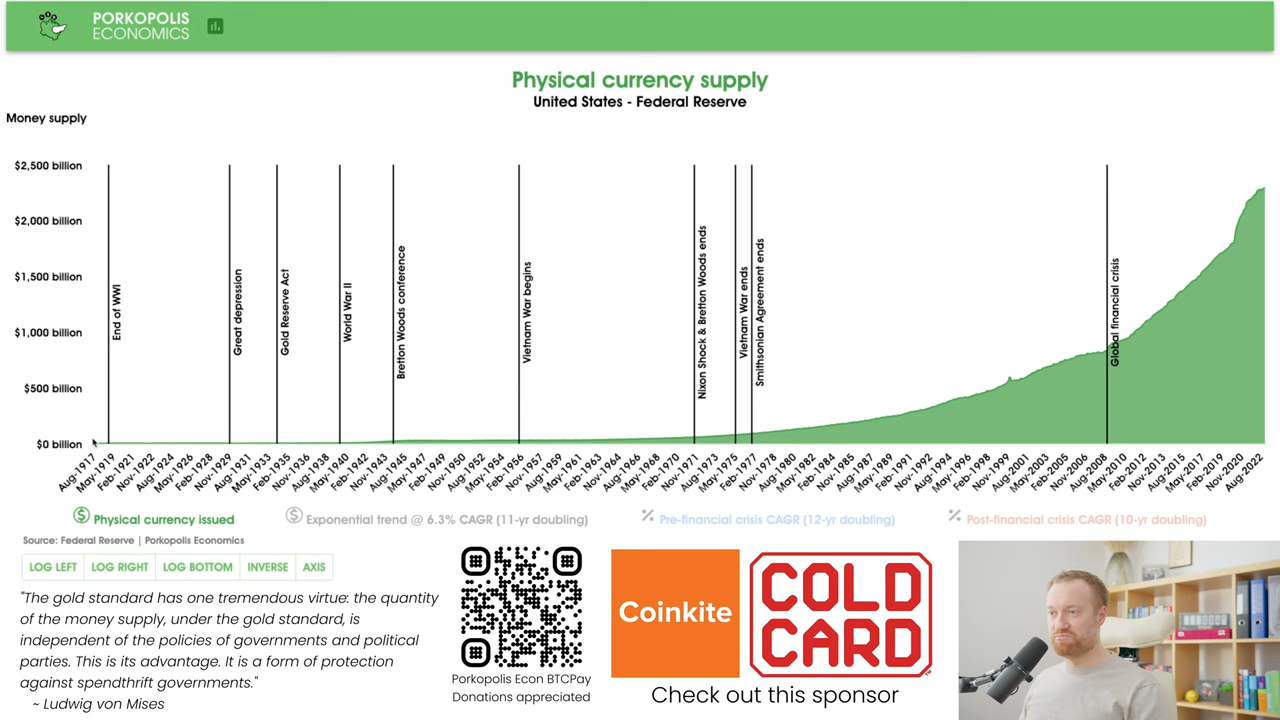 PORKOPOLIS
ECONOMICS
Physical currency supply
United States - Federal Reserve
Money supply
$2,500 billion
$2,000 billion
$1,500 billion
$1,000 billion
$500 billion
$0 billion
End of WWI
Great depression
Gold Reserve Act
World War II
Bretton Woods conference
Vietnam War begins
Nixon Shock & Bretton Woods ends
Vietnam War ends
Smithsonian Agreement ends
Global financial crisis
Aug-1917
May-1919
Feb-1921
Nov-1922
Aug-1924
May-1926
Feb-1928
Nov-1929
Aug-1931
May-1933
Feb-1935
Nov-1936
Aug-1938
May-1940
Feb-1942
Nov-1943
Aug-1945
May-1947
Feb-1949
Nov-1950
Aug-1952
May-1954
Feb-1956
Nov-1957
Aug-1959
May-1961
Feb-1963
Nov-1964
Aug-1966
May-1968
Feb-1970
Nov-1971
Aug-1973
May-1975
Feb-1977
Nov-1978
Aug-1980
May-1982
Feb-1984
Nov-1985
Aug-1987
May-1989
Feb-1991
Nov-1992
Aug-1994
May-1996
Feb-1998
Nov-1999
Aug-2001
May-2003
Feb-2005
Nov-2006
Aug-2008
May-2010
Feb-2012
Nov-2013
Aug-2015
May-2017
Feb-2019
Nov-2020
Aug-2022
Physical currency issued
Exponential trend @ 6.3% CAGR (11-yr doubling)
Pre-financial crisis CAGR (12-yr doubling)
Post-financial crisis CAGR (10-yr doubling)
Source: Federal Reserve | Porkopolis Economics
LOG LEFT
LOG RIGHT
LOG BOTTOM
INVERSE
AXIS
"The gold standard has one tremendous virtue: the quantity
of the money supply, under the gold standard, is
independent of the policies of governments and political
parties. This is its advantage. It is a form of protection
against spendthrift governments."
~ Ludwig von Mises
Porkopolis Econ BTCPay
Donations appreciated
Coinkite
COLD
CARD
Check out this sponsor